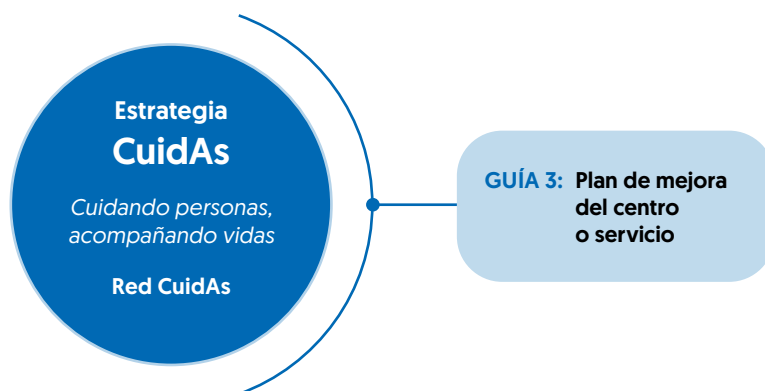 Estrategia
CuidAs
Cuidando personas,
acompañando vidas
Red CuidAs
GUÍA 3: Plan de mejora
del centro
o servicio